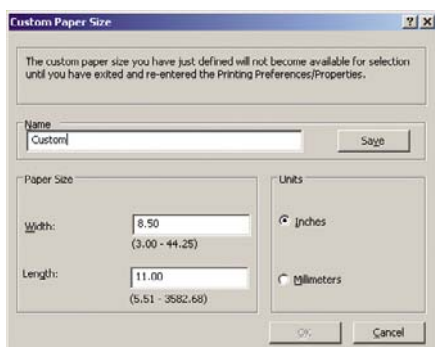 Custom Paper Size
The custom paper size you have just defined will not become available for selection
until you have exited and re-entered the Printing Preferences/Properties.
Name
Custom
Save
Paper Size
Width:
8.50
(3.00 - 44.25)
Length:
11.00
(5.51 - 3582.68)
Units
Inches
Millimeters
OK
Cancel